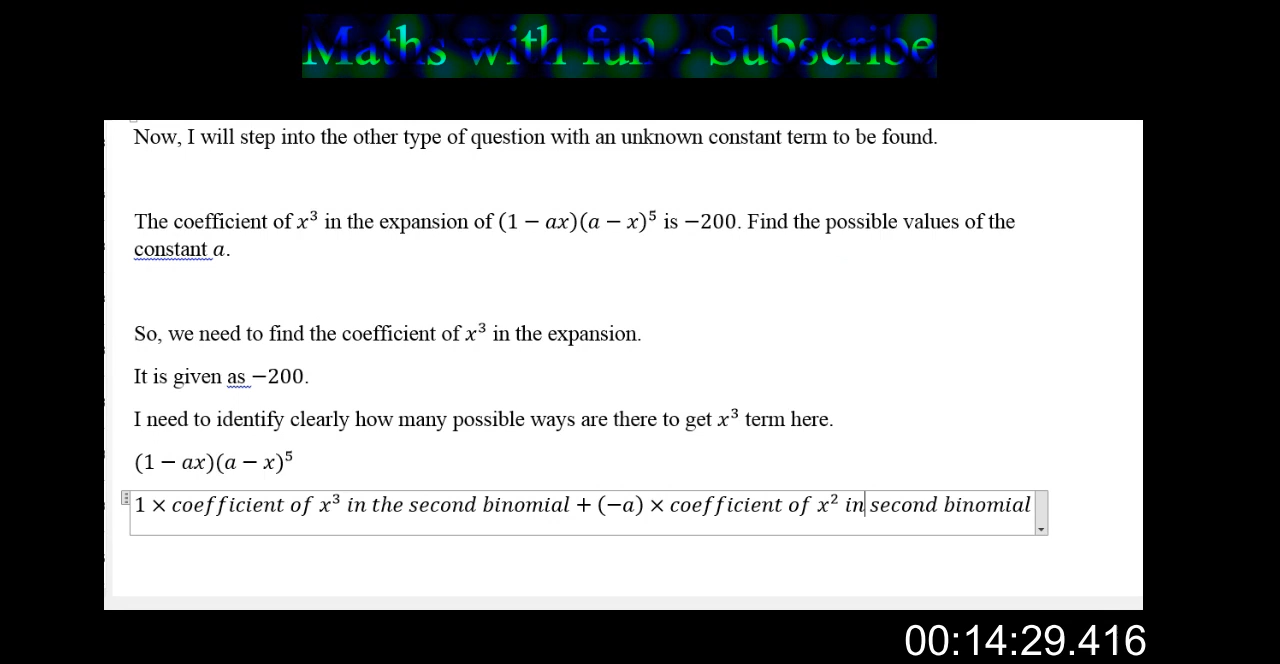 Maths with fun - Subscribe
Now, I will step into the other type of question with an unknown constant term to be found.
The coefficient of x³ in the expansion of (1 − ax)(a − x)⁵ is −200. Find the possible values of the
constant a.
So, we need to find the coefficient of x³ in the expansion.
It is given as −200.
I need to identify clearly how many possible ways are there to get x³ term here.
(1 − ax)(a − x)⁵
1 × coefficient of x³ in the second binomial + (−a) × coefficient of x² in second binomial
00:14:29.416